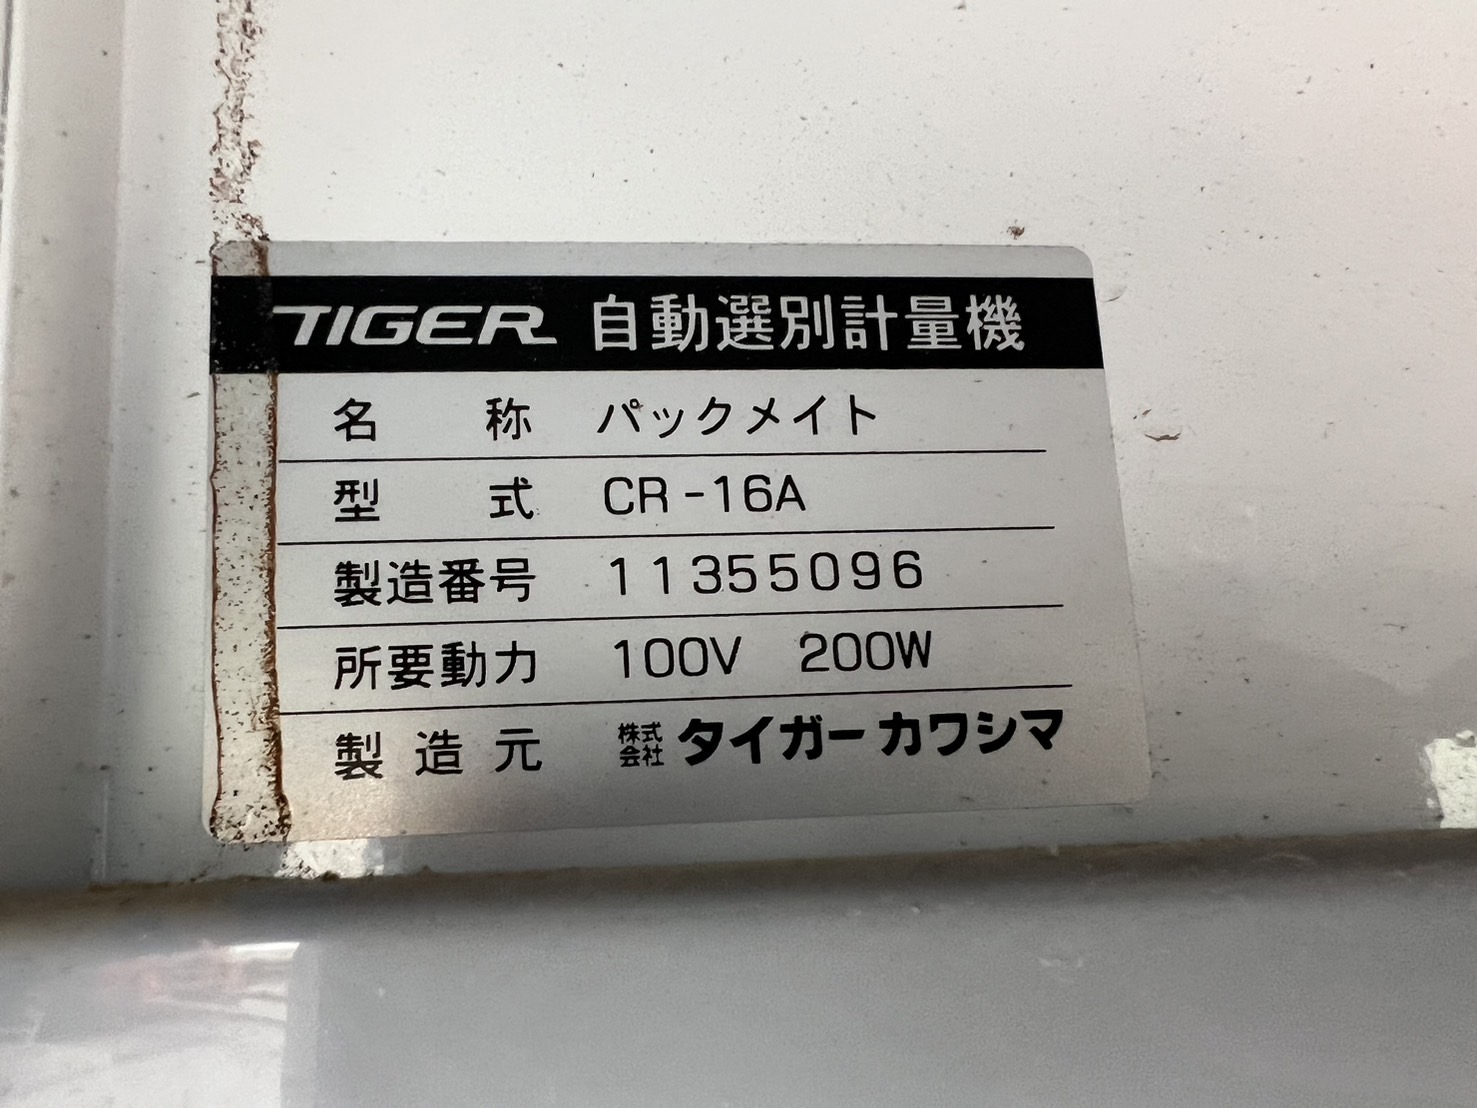 TIGER 自動選別計量機
名称 パックメイト
型式 CR-16A
製造番号 11355096
所要動力 100V 200W
製造元 株式会社 タイガーカワシマ